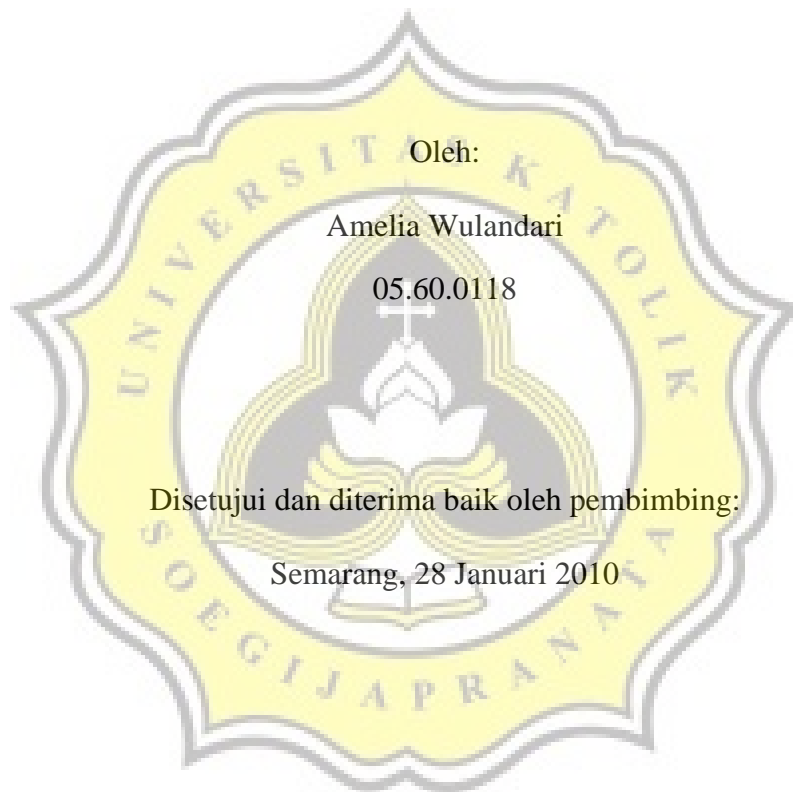 UNIVERSITAS KATOLIK
Oleh:
Amelia Wulandari
05.60.0118
Disetujui dan diterima baik oleh pembimbing:
Semarang, 28 Januari 2010
SOEGIJAPRANATA